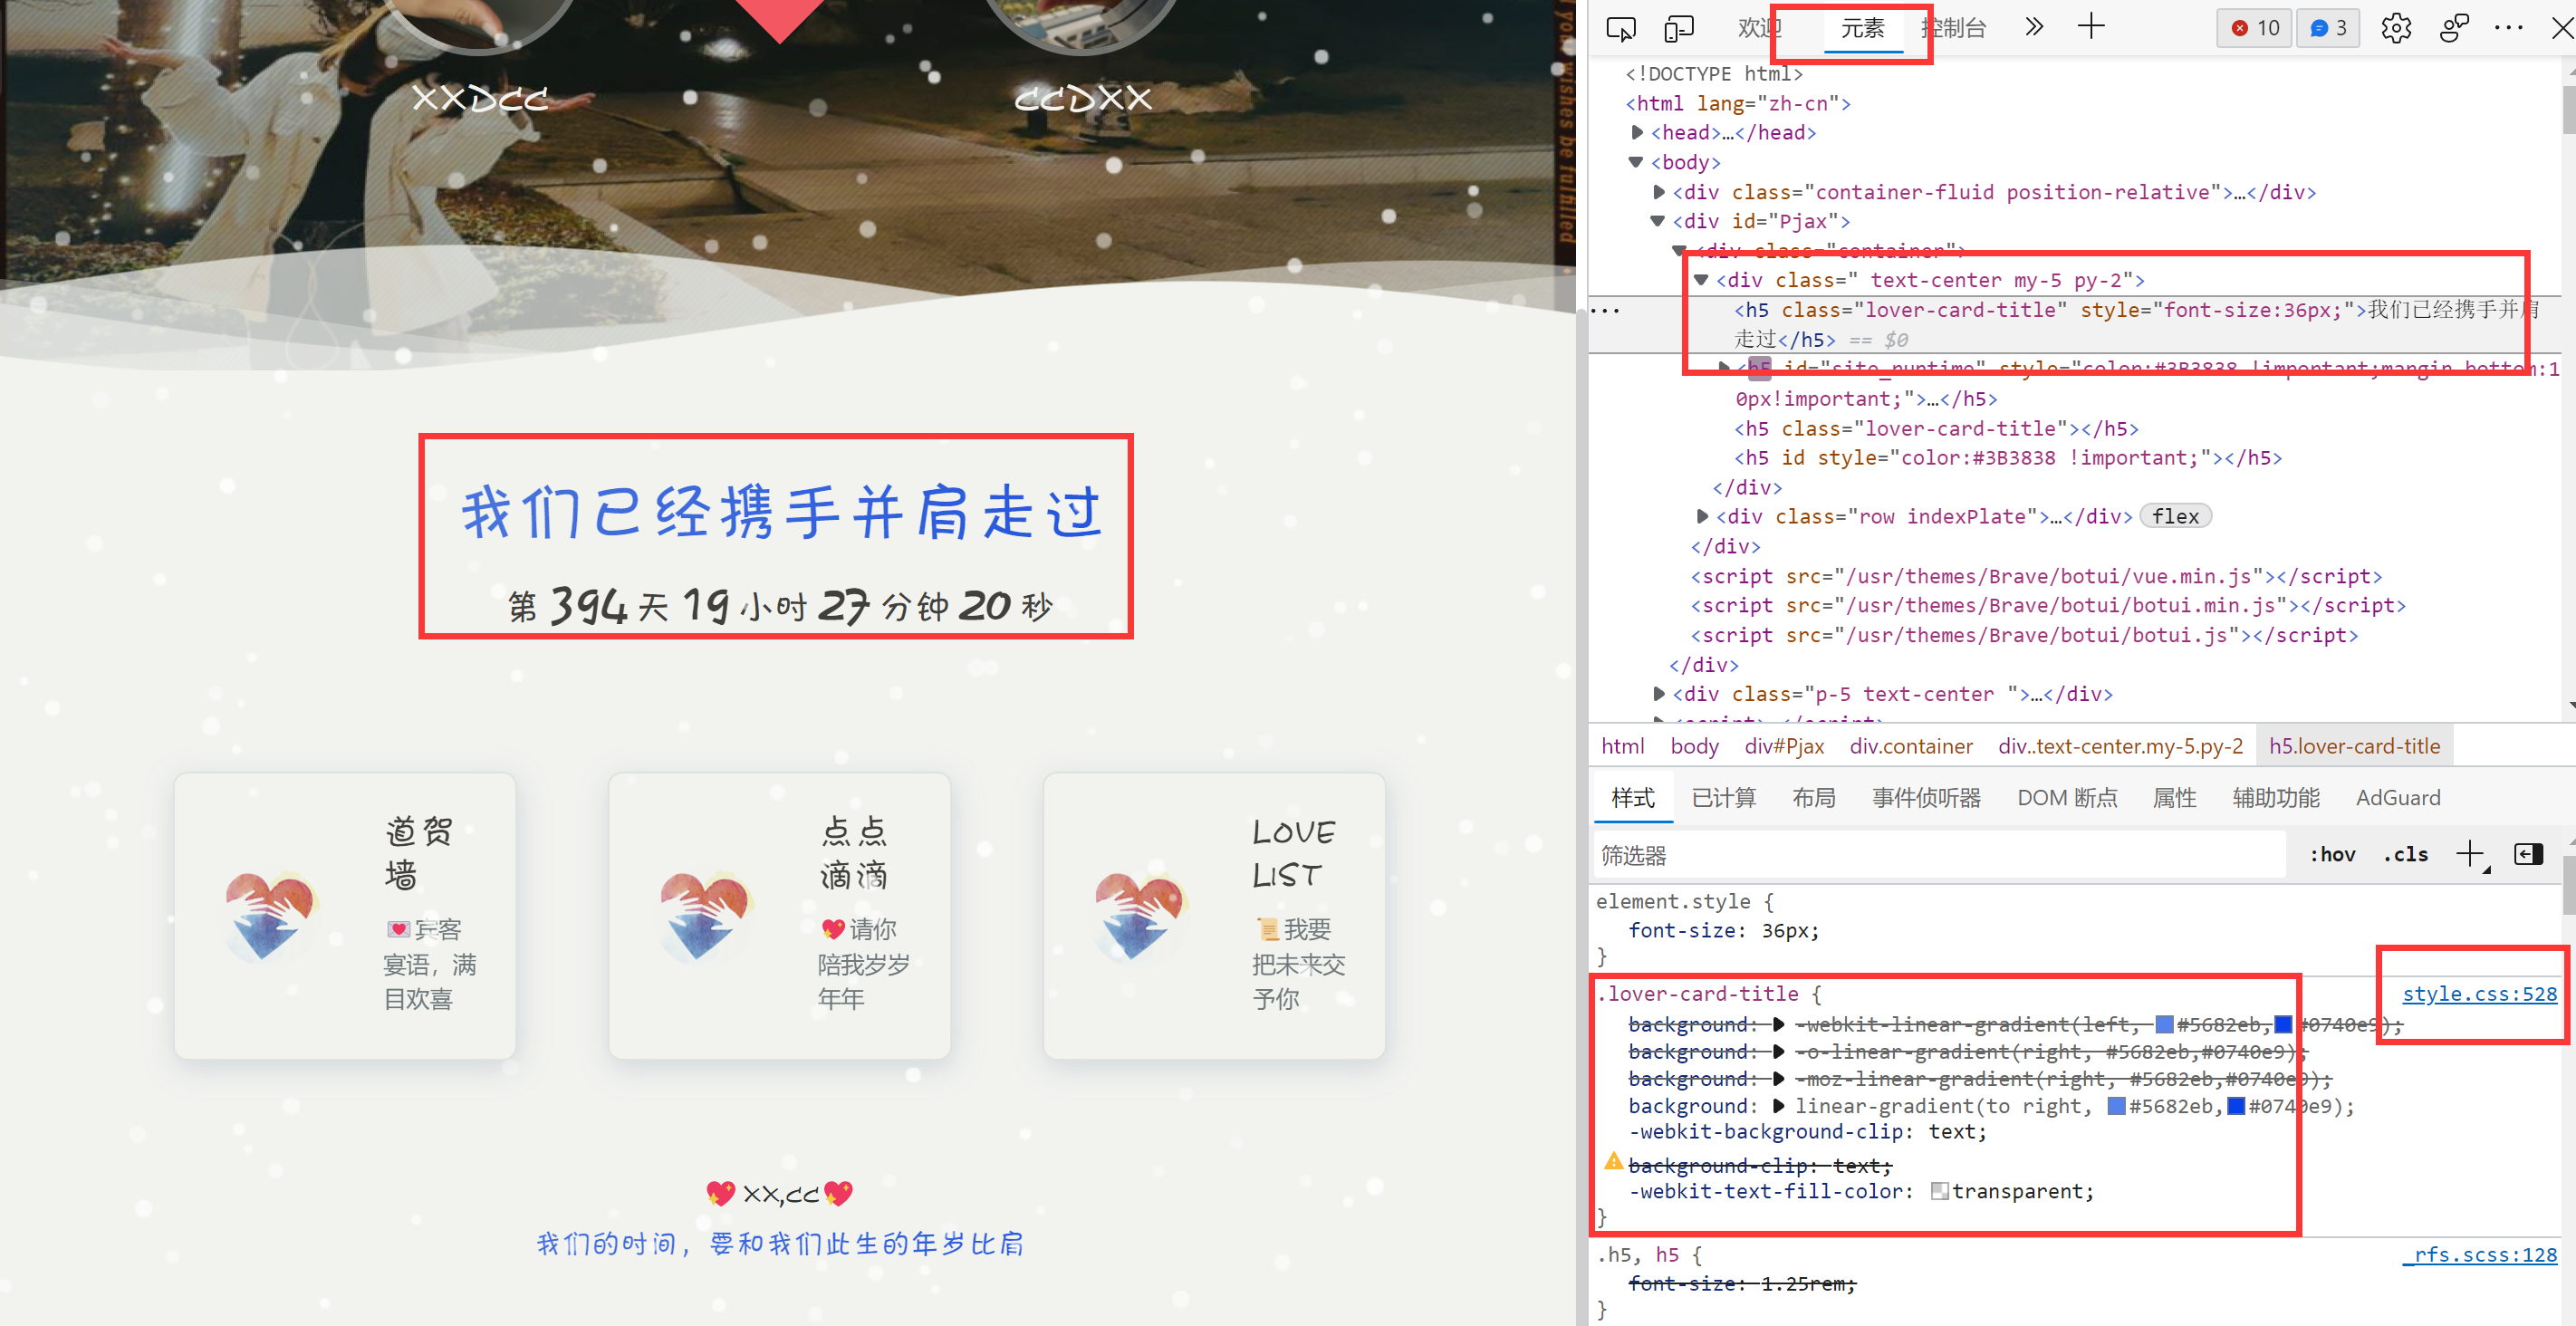 XXDCC
CCDXX
我们已经携手并肩走过
第 394 天 19 小时 27 分钟 20 秒
道贺
墙
💌宾客
宴语，满
目欢喜
点点
滴滴
💖请你
陪我岁岁
年年
LOVE
LIST
📜我要
把未来交
予你
💖XX,CC💖
我们的时间，要和我们此生的年岁比肩
欢迎 元素 控制台 10 3
<!DOCTYPE html>
<html lang="zh-cn">
<head>…</head>
<body>
<div class="container-fluid position-relative">…</div>
<div id="Pjax">
<div class="container">
<div class=" text-center my-5 py-2">
<h5 class="lover-card-title" style="font-size:36px;">我们已经携手并肩
走过</h5> == $0
<h5 id="site_runtime" style="color:#3B3838 !important;margin-bottom:1
0px!important;">…</h5>
<h5 class="lover-card-title"></h5>
<h5 id style="color:#3B3838 !important;"></h5>
</div>
<div class="row indexPlate">…</div> flex
</div>
<script src="/usr/themes/Brave/botui/vue.min.js"></script>
<script src="/usr/themes/Brave/botui/botui.min.js"></script>
<script src="/usr/themes/Brave/botui/botui.js"></script>
</div>
<div class="p-5 text-center ">…</div>
html body div#Pjax div.container div..text-center.my-5.py-2 h5.lover-card-title
样式 已计算 布局 事件侦听器 DOM 断点 属性 辅助功能 AdGuard
筛选器 :hov .cls
element.style {
font-size: 36px;
}
.lover-card-title { style.css:528
background: -webkit-linear-gradient(left, #5682eb,#0740e9);
background: -o-linear-gradient(right, #5682eb,#0740e9);
background: -moz-linear-gradient(right, #5682eb,#0740e9);
background: linear-gradient(to right, #5682eb,#0740e9);
-webkit-background-clip: text;
background-clip: text;
-webkit-text-fill-color: transparent;
}
.h5, h5 { _rfs.scss:128
font-size: 1.25rem;
}